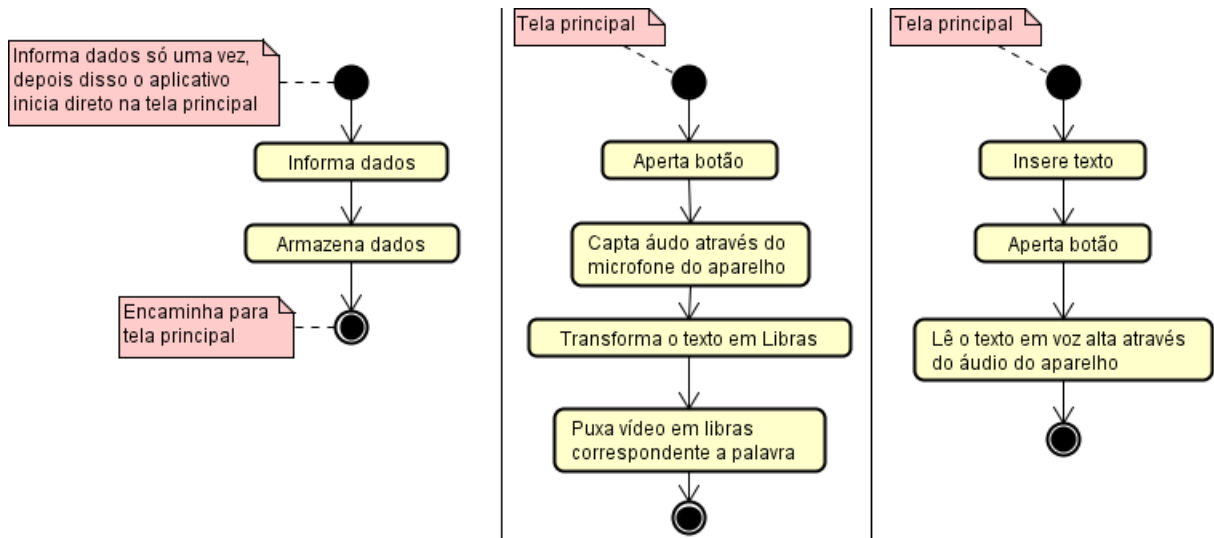 Informa dados só uma vez,
depois disso o aplicativo
inicia direto na tela principal
Informa dados
Armazena dados
Encaminha para
tela principal
Tela principal
Aperta botão
Capta áudo através do
microfone do aparelho
Transforma o texto em Libras
Puxa vídeo em libras
correspondente a palavra
Tela principal
Insere texto
Aperta botão
Lê o texto em voz alta através
do áudio do aparelho